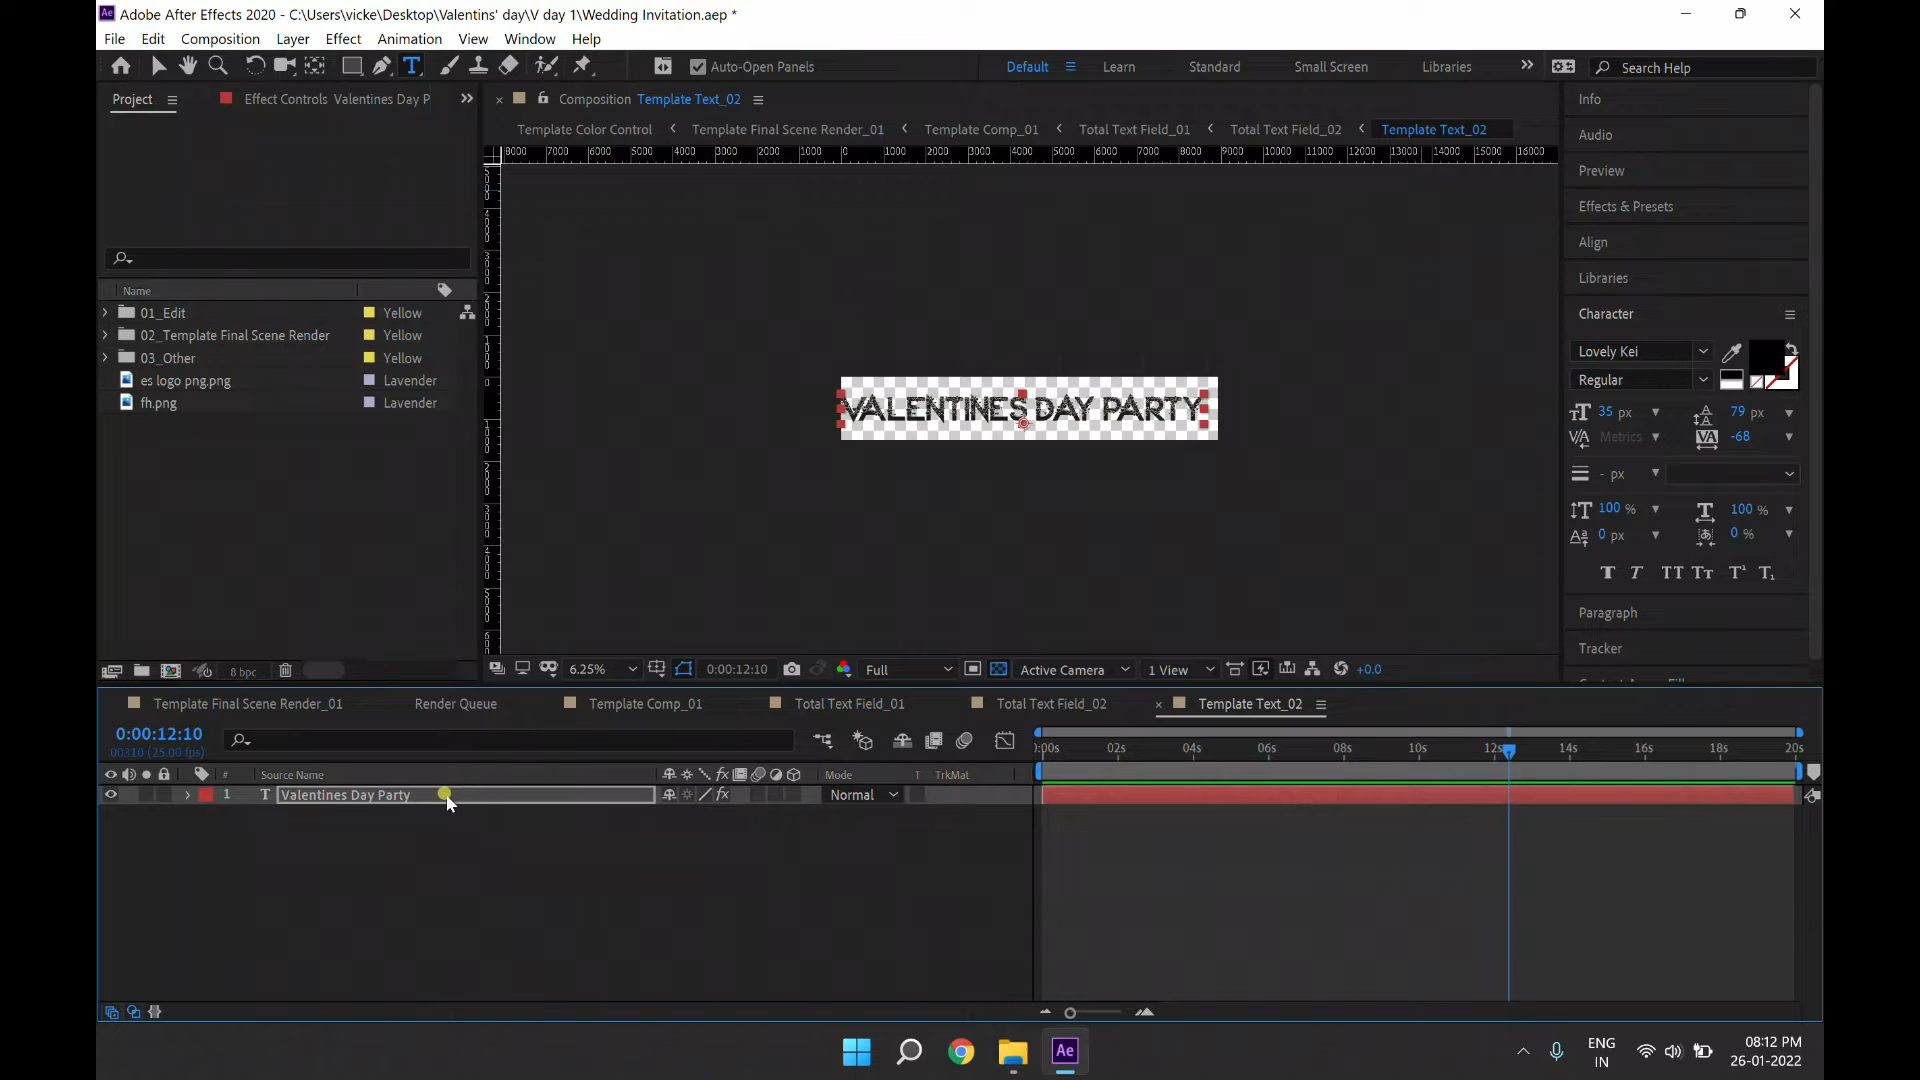 Adobe After Effects 2020 - C:\Users\vicke\Desktop\Valentins' day\V day 1\Wedding Invitation.aep *
File Edit Composition Layer Effect Animation View Window Help
Auto-Open Panels Default Learn Standard Small Screen Libraries Search Help
Project Effect Controls Valentines Day P Composition Template Text_02 Info
Template Color Control Template Final Scene Render_01 Template Comp_01 Total Text Field_01 Total Text Field_02 Template Text_02
Audio
Preview
Effects & Presets
Align
Libraries
Character
Name
01_Edit Yellow
02_Template Final Scene Render Yellow
03_Other Yellow
es logo png.png Lavender
fh.png Lavender
VALENTINES DAY PARTY
Lovely Kei
Regular
35 px 79 px
Metrics -68
- px
100 % 100 %
0 px 0 %
Paragraph
Tracker
8 bpc 6.25% 0:00:12:10 Full Active Camera 1 View +0.0
Template Final Scene Render_01 Render Queue Template Comp_01 Total Text Field_01 Total Text Field_02 Template Text_02
0:00:12:10
00310 (25.00 fps)
02s 04s 06s 08s 10s 12s 14s 16s 18s 20s
# Source Name Mode T TrkMat
1 Valentines Day Party Normal
ENG
IN
08:12 PM
26-01-2022